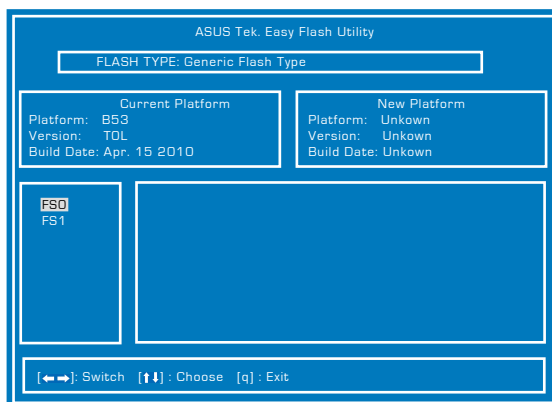 ASUS Tek. Easy Flash Utility
FLASH TYPE: Generic Flash Type
Current Platform
Platform: B53
Version: TOL
Build Date: Apr. 15 2010
New Platform
Platform: Unkown
Version: Unkown
Build Date: Unkown
FS0
FS1
[←→]: Switch [↑↓] : Choose [q] : Exit